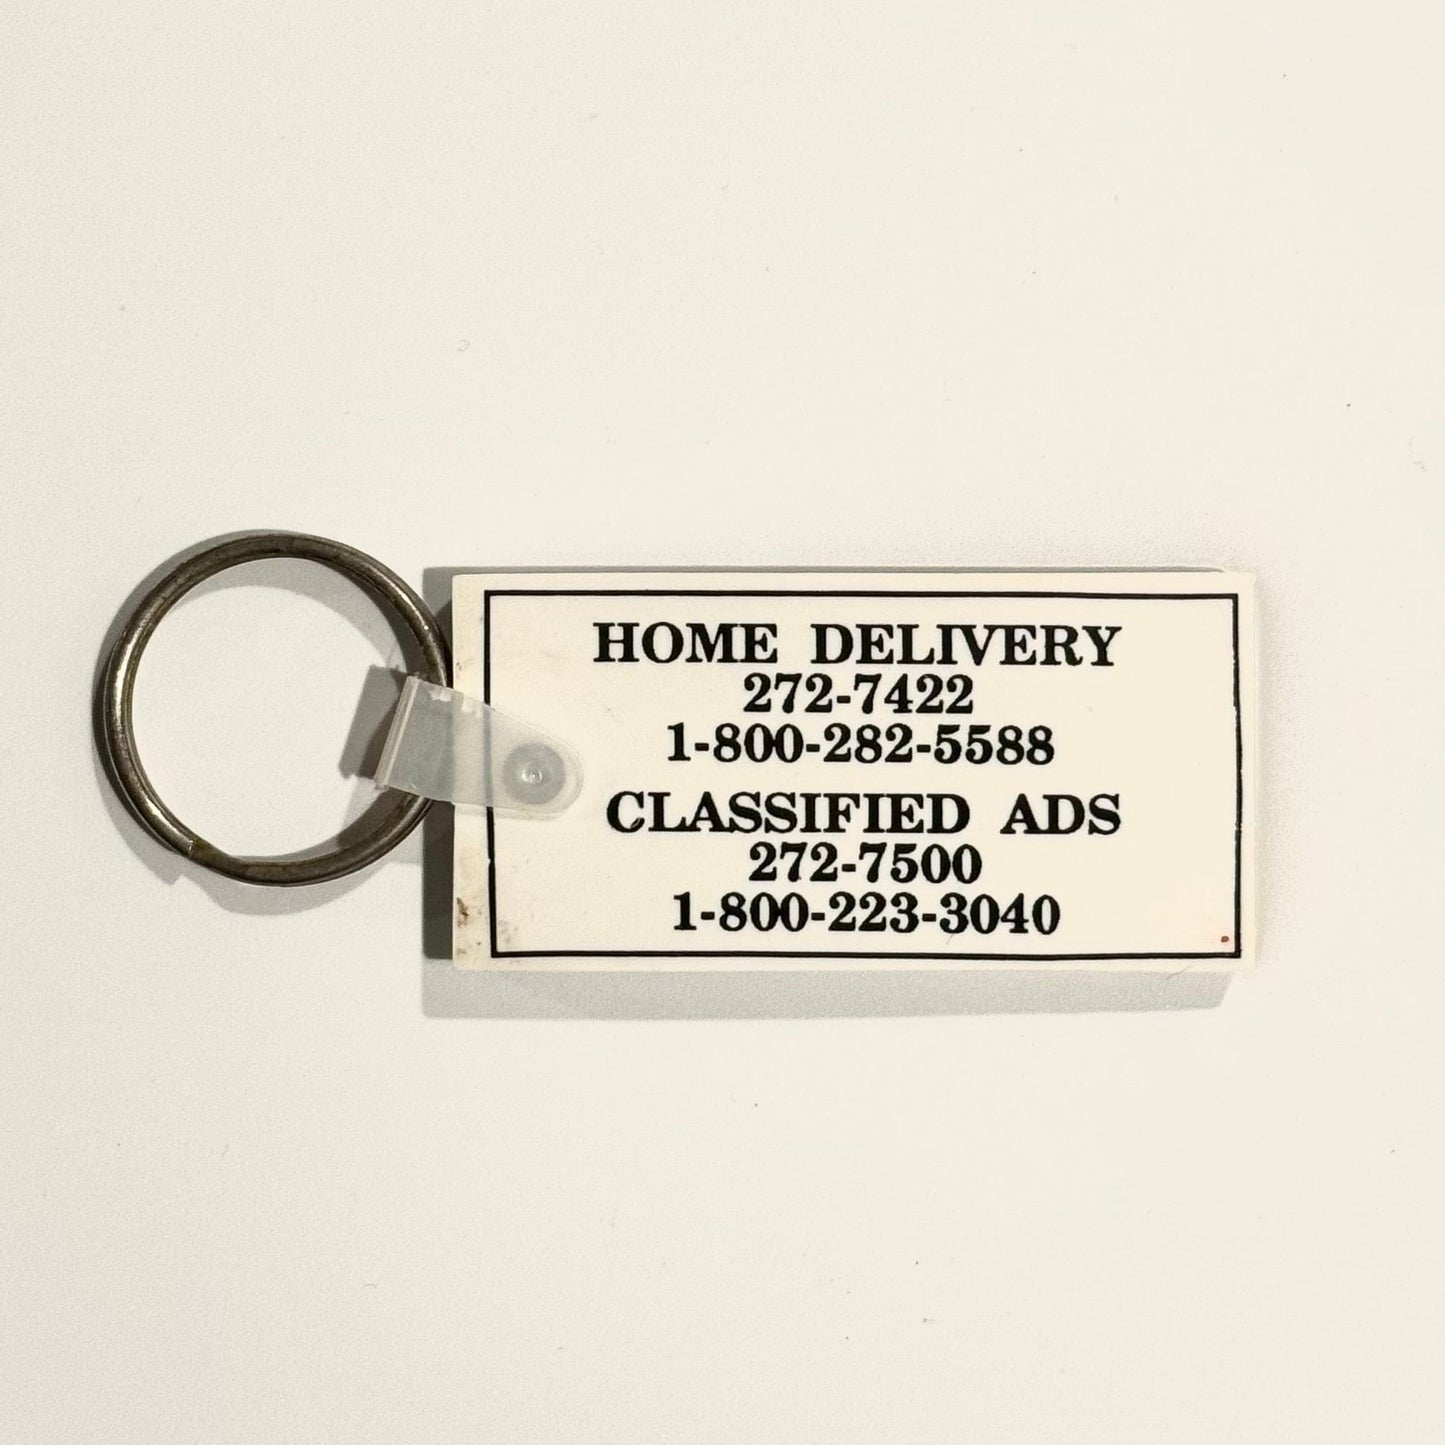 HOME DELIVERY
272-7422
1-800-282-5588
CLASSIFIED ADS
272-7500
1-800-223-3040